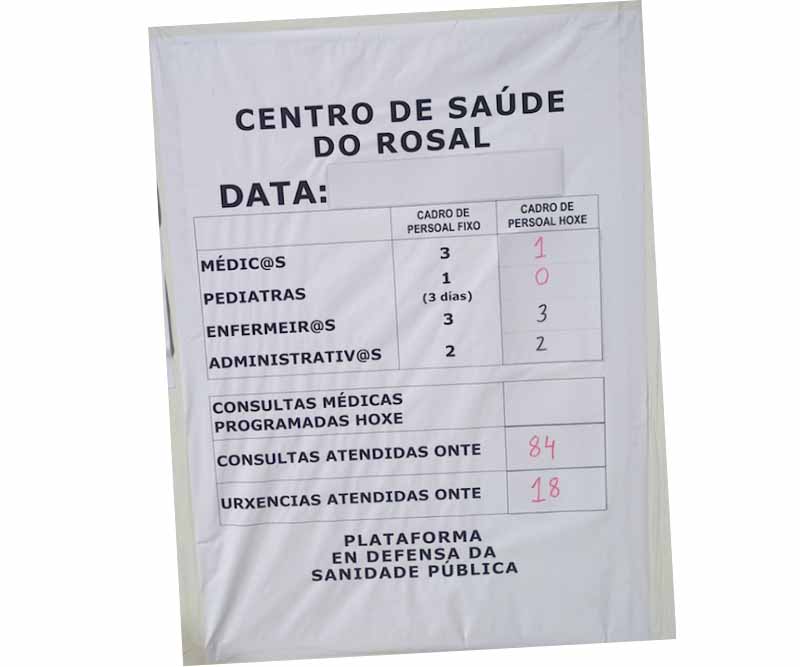 CENTRO DE SAÚDE
DO ROSAL
DATA:
CADRO DE
PERSOAL FIXO
CADRO DE
PERSOAL HOXE
MÉDIC@S 3 1
PEDIATRAS 1 0
(3 días)
ENFERMEIR@S 3 3
ADMINISTRATIV@S 2 2
CONSULTAS MÉDICAS
PROGRAMADAS HOXE
CONSULTAS ATENDIDAS ONTE 84
URXENCIAS ATENDIDAS ONTE 18
PLATAFORMA
EN DEFENSA DA
SANIDADE PÚBLICA